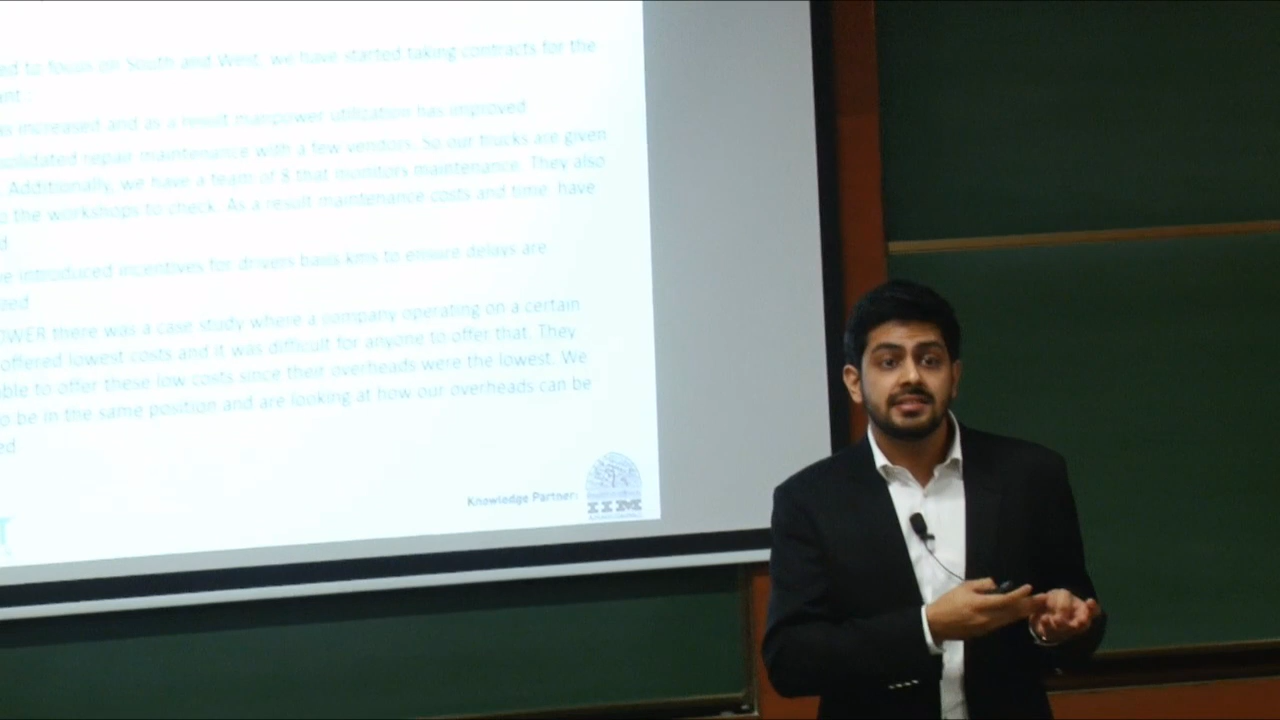 ed to focus on South and West, we have started taking contracts for the
ant
as increased and as a result manpower utilization has improved
solidated repair maintenance with a few vendors. So our trucks are given
. Additionally, we have a team of 8 that monitors maintenance. They also
o the workshops to check. As a result maintenance costs and time have
d
ve introduced incentives for drivers basis kms to ensure delays are
ized
OWER there was a case study where a company operating on a certain
offered lowest costs and it was difficult for anyone to offer that. They
ble to offer these low costs since their overheads were the lowest. We
o be in the same position and are looking at how our overheads can be
ed
Knowledge Partner:
IIM